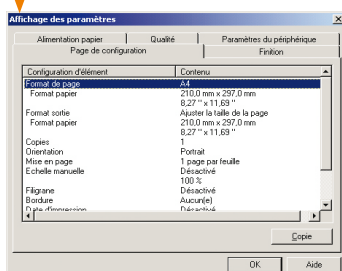 Affichage des paramètres
Alimentation papier Qualité Paramètres du périphérique
Page de configuration Finition
Configuration d'élément Contenu
Format de page A4
Format papier 210,0 mm x 297,0 mm
8,27 '' x 11,69 ''
Format sortie Ajuster la taille de la page
Format papier 210,0 mm x 297,0 mm
8,27 '' x 11,69 ''
Copies 1
Orientation Portrait
Mise en page 1 page par feuille
Echelle manuelle Désactivé
100 %
Filigrane Désactivé
Bordure Aucun(e)
Date d'impression Désactivé
Copie
OK Aide